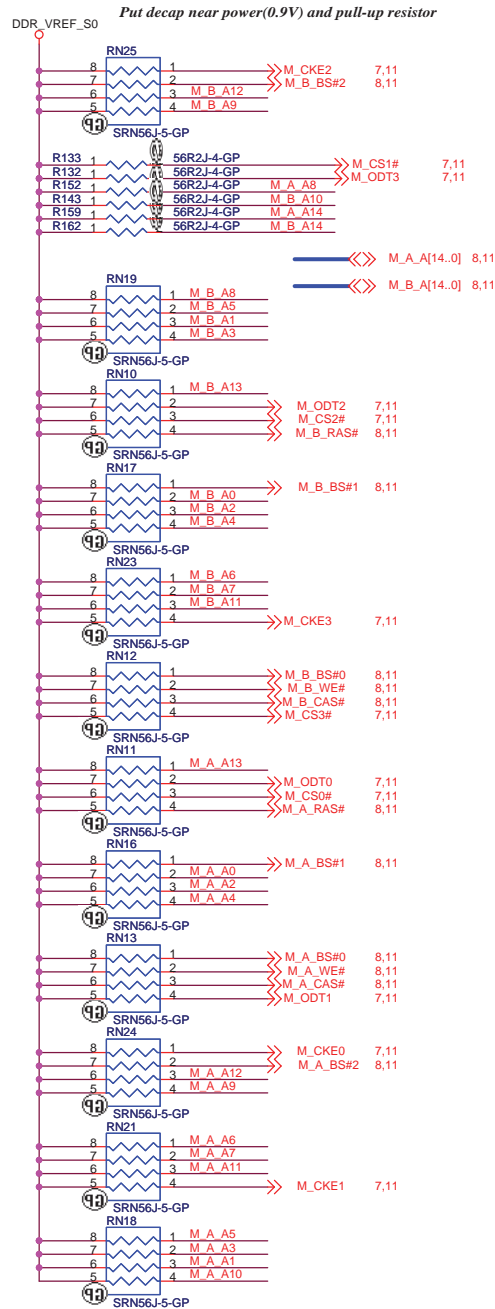 Put decap near power(0.9V) and pull-up resistor
DDR_VREF_S0
RN25
8 1 M_CKE2 7,11
7 2 M_B_BS#2 8,11
6 3 M_B_A12
5 4 M_B_A9
GP SRN56J-5-GP
R133 1 56R2J-4-GP M_CS1# 7,11
R132 1 56R2J-4-GP M_ODT3 7,11
R152 1 56R2J-4-GP M_A_A8
R143 1 56R2J-4-GP M_B_A10
R159 1 56R2J-4-GP M_A_A14
R162 1 56R2J-4-GP M_B_A14
M_A_A[14..0] 8,11
M_B_A[14..0] 8,11
RN19
8 1 M_B_A8
7 2 M_B_A5
6 3 M_B_A1
5 4 M_B_A3
GP SRN56J-5-GP
RN10
8 1 M_B_A13
7 2 M_ODT2 7,11
6 3 M_CS2# 7,11
5 4 M_B_RAS# 8,11
GP SRN56J-5-GP
RN17
8 1 M_B_BS#1 8,11
7 2 M_B_A0
6 3 M_B_A2
5 4 M_B_A4
GP SRN56J-5-GP
RN23
8 1 M_B_A6
7 2 M_B_A7
6 3 M_B_A11
5 4 M_CKE3 7,11
GP SRN56J-5-GP
RN12
8 1 M_B_BS#0 8,11
7 2 M_B_WE# 8,11
6 3 M_B_CAS# 8,11
5 4 M_CS3# 7,11
GP SRN56J-5-GP
RN11
8 1 M_A_A13
7 2 M_ODT0 7,11
6 3 M_CS0# 7,11
5 4 M_A_RAS# 8,11
GP SRN56J-5-GP
RN16
8 1 M_A_BS#1 8,11
7 2 M_A_A0
6 3 M_A_A2
5 4 M_A_A4
GP SRN56J-5-GP
RN13
8 1 M_A_BS#0 8,11
7 2 M_A_WE# 8,11
6 3 M_A_CAS# 8,11
5 4 M_ODT1 7,11
GP SRN56J-5-GP
RN24
8 1 M_CKE0 7,11
7 2 M_A_BS#2 8,11
6 3 M_A_A12
5 4 M_A_A9
GP SRN56J-5-GP
RN21
8 1 M_A_A6
7 2 M_A_A7
6 3 M_A_A11
5 4 M_CKE1 7,11
GP SRN56J-5-GP
RN18
8 1 M_A_A5
7 2 M_A_A3
6 3 M_A_A1
5 4 M_A_A10
GP SRN56J-5-GP